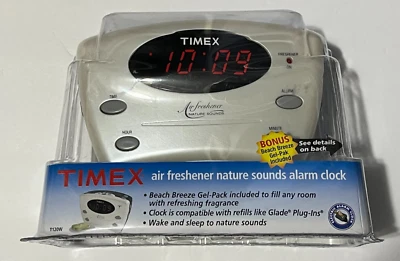 TIMEX
10:09
FRESHENER
ON
TIME
ALARM
Air freshener
NATURE SOUNDS
HOUR
MINUTE
BONUS
Beach Breeze
Gel-Pak
Included
See details
on back
TIMEX air freshener nature sounds alarm clock
• Beach Breeze Gel-Pack included to fill any room
with refreshing fragrance
• Clock is compatible with refills like Glade® Plug-Ins®
• Wake and sleep to nature sounds
T130W